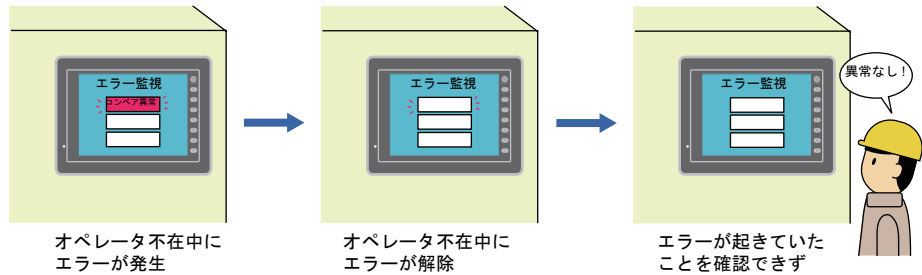 エラー監視
コンベア異常
オペレータ不在中に
エラーが発生
エラー監視
オペレータ不在中に
エラーが解除
エラー監視
異常なし!
エラーが起きていた
ことを確認できず